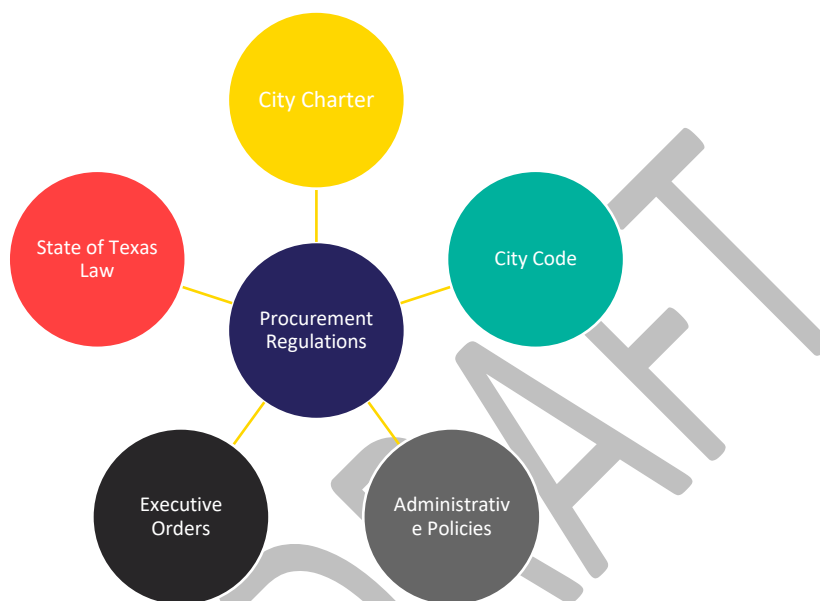 City Charter
State of Texas
Law
City Code
Procurement
Regulations
Executive
Orders
Administrativ
e Policies
DRAFT